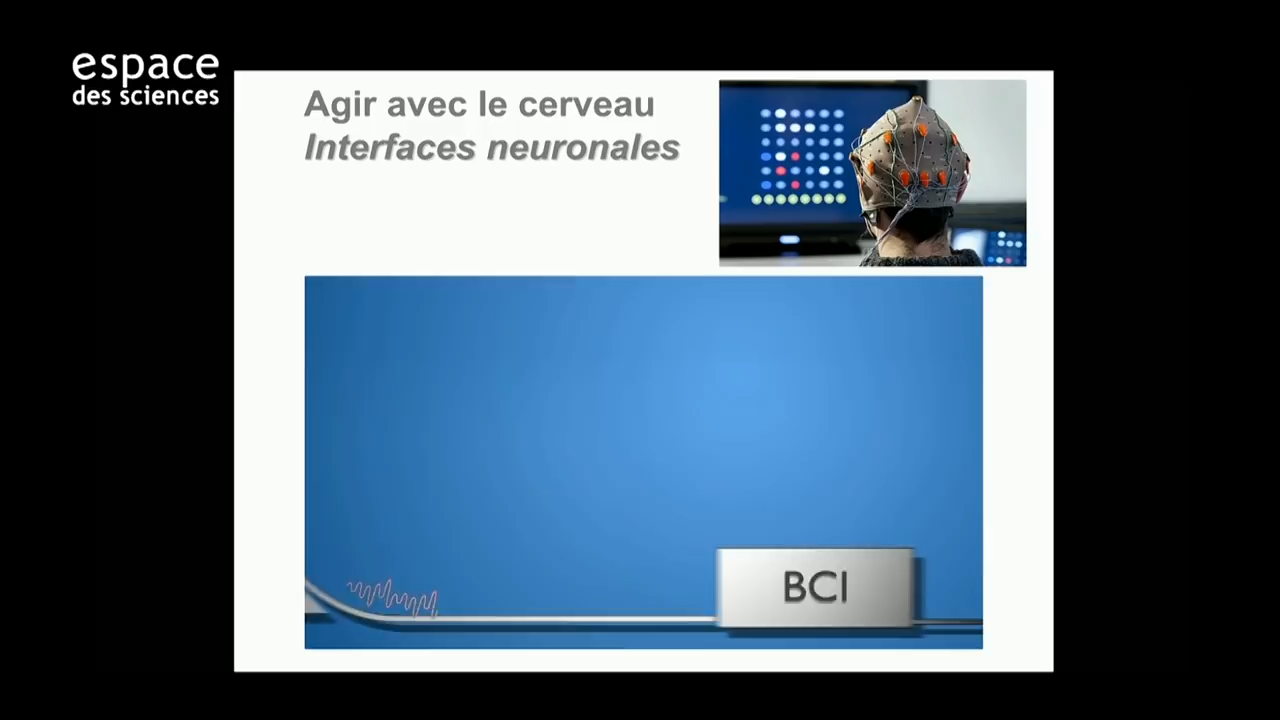 espace
des sciences
Agir avec le cerveau
Interfaces neuronales
BCI